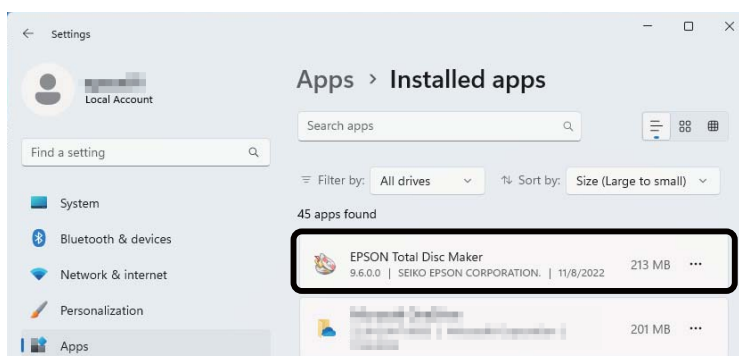 Settings
Local Account
Find a setting
System
Bluetooth & devices
Network & internet
Personalization
Apps
Apps > Installed apps
Search apps
Filter by: All drives
Sort by: Size (Large to small)
45 apps found
EPSON Total Disc Maker
213 MB
9.6.0.0 | SEIKO EPSON CORPORATION. | 11/8/2022
201 MB